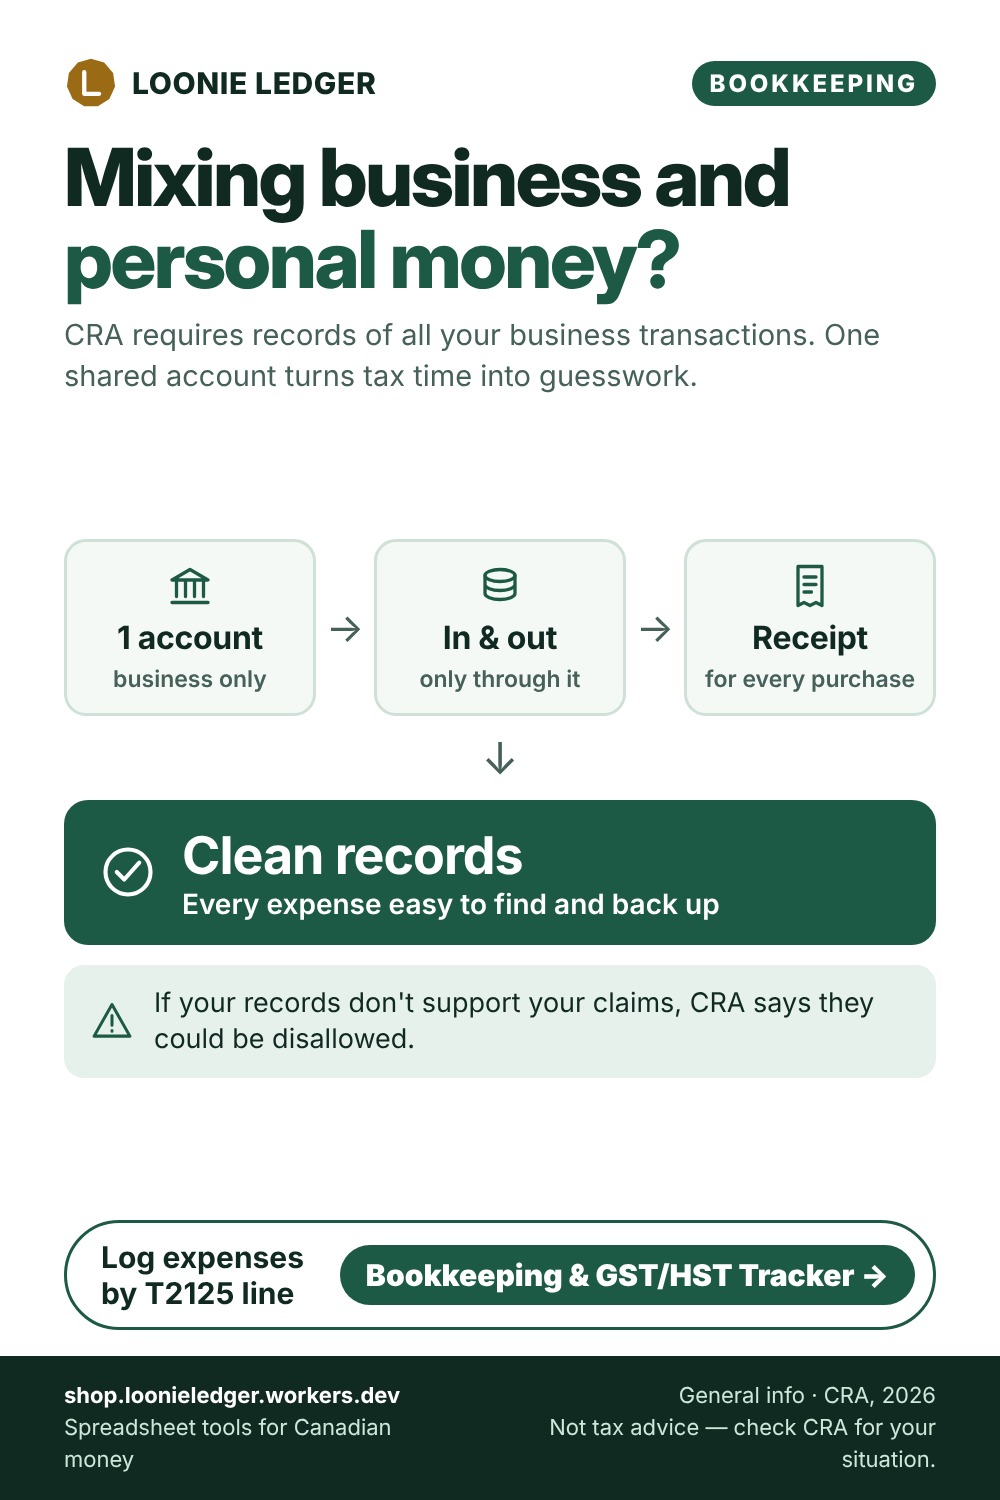 L LOONIE LEDGER
BOOKKEEPING
Mixing business and
personal money?
CRA requires records of all your business transactions. One
shared account turns tax time into guesswork.
1 account
business only
→
In & out
only through it
→
Receipt
for every purchase
↓
Clean records
Every expense easy to find and back up
If your records don't support your claims, CRA says they
could be disallowed.
Log expenses
by T2125 line
Bookkeeping & GST/HST Tracker →
shop.loonieledger.workers.dev
Spreadsheet tools for Canadian
money
General info · CRA, 2026
Not tax advice — check CRA for your
situation.